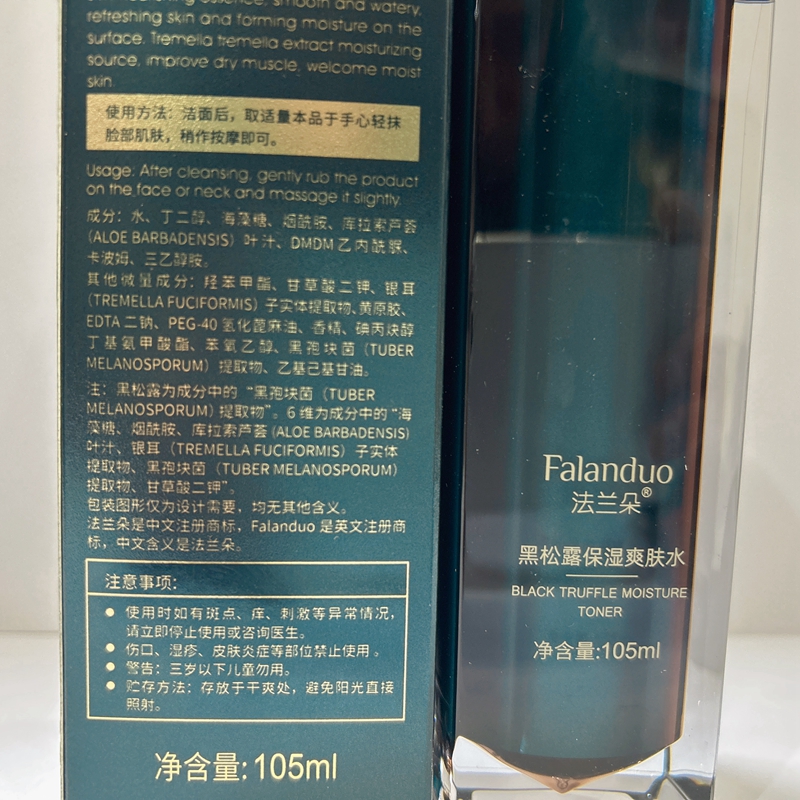 essence, smooth and watery,
refreshing skin and forming moisture on the
surface. Tremella tremella extract moisturizing
source, improve dry muscle, welcome moist
skin.
使用方法：洁面后，取适量本品于手心轻抹
脸部肌肤，稍作按摩即可。
Usage: After cleansing, gently rub the product
on the face or neck and massage it slightly.
成分：水、丁二醇、海藻糖、烟酰胺、库拉索芦荟
(ALOE BARBADENSIS) 叶汁、DMDM 乙内酰脲、
卡波姆、三乙醇胺。
其他微量成分：羟苯甲酯、甘草酸二钾、银耳
(TREMELLA FUCIFORMIS) 子实体提取物、黄原胶、
EDTA 二钠、PEG-40 氢化蓖麻油、香精、碘丙炔醇
丁基氨甲酸酯、苯氧乙醇、黑孢块菌（TUBER
MELANOSPORUM) 提取物、乙基己基甘油。
注：黑松露为成分中的“黑孢块菌（TUBER
MELANOSPORUM) 提取物”。6 维为成分中的“海
藻糖、烟酰胺、库拉索芦荟 (ALOE BARBADENSIS)
叶汁、银耳（TREMELLA FUCIFORMIS）子实体
提取物、黑孢块菌（TUBER MELANOSPORUM）
提取物、甘草酸二钾”。
包装图形仅为设计需要，均无其他含义。
法兰朵是中文注册商标，Falanduo 是英文注册商
标，中文含义是法兰朵。
注意事项：
● 使用时如有斑点、痒、刺激等异常情况，
请立即停止使用或咨询医生。
● 伤口、湿疹、皮肤炎症等部位禁止使用。
● 警告：三岁以下儿童勿用。
● 贮存方法：存放于干爽处，避免阳光直接
照射。
净含量: 105ml
Falanduo
法兰朵®
黑松露保湿爽肤水
BLACK TRUFFLE MOISTURE
TONER
净含量:105ml